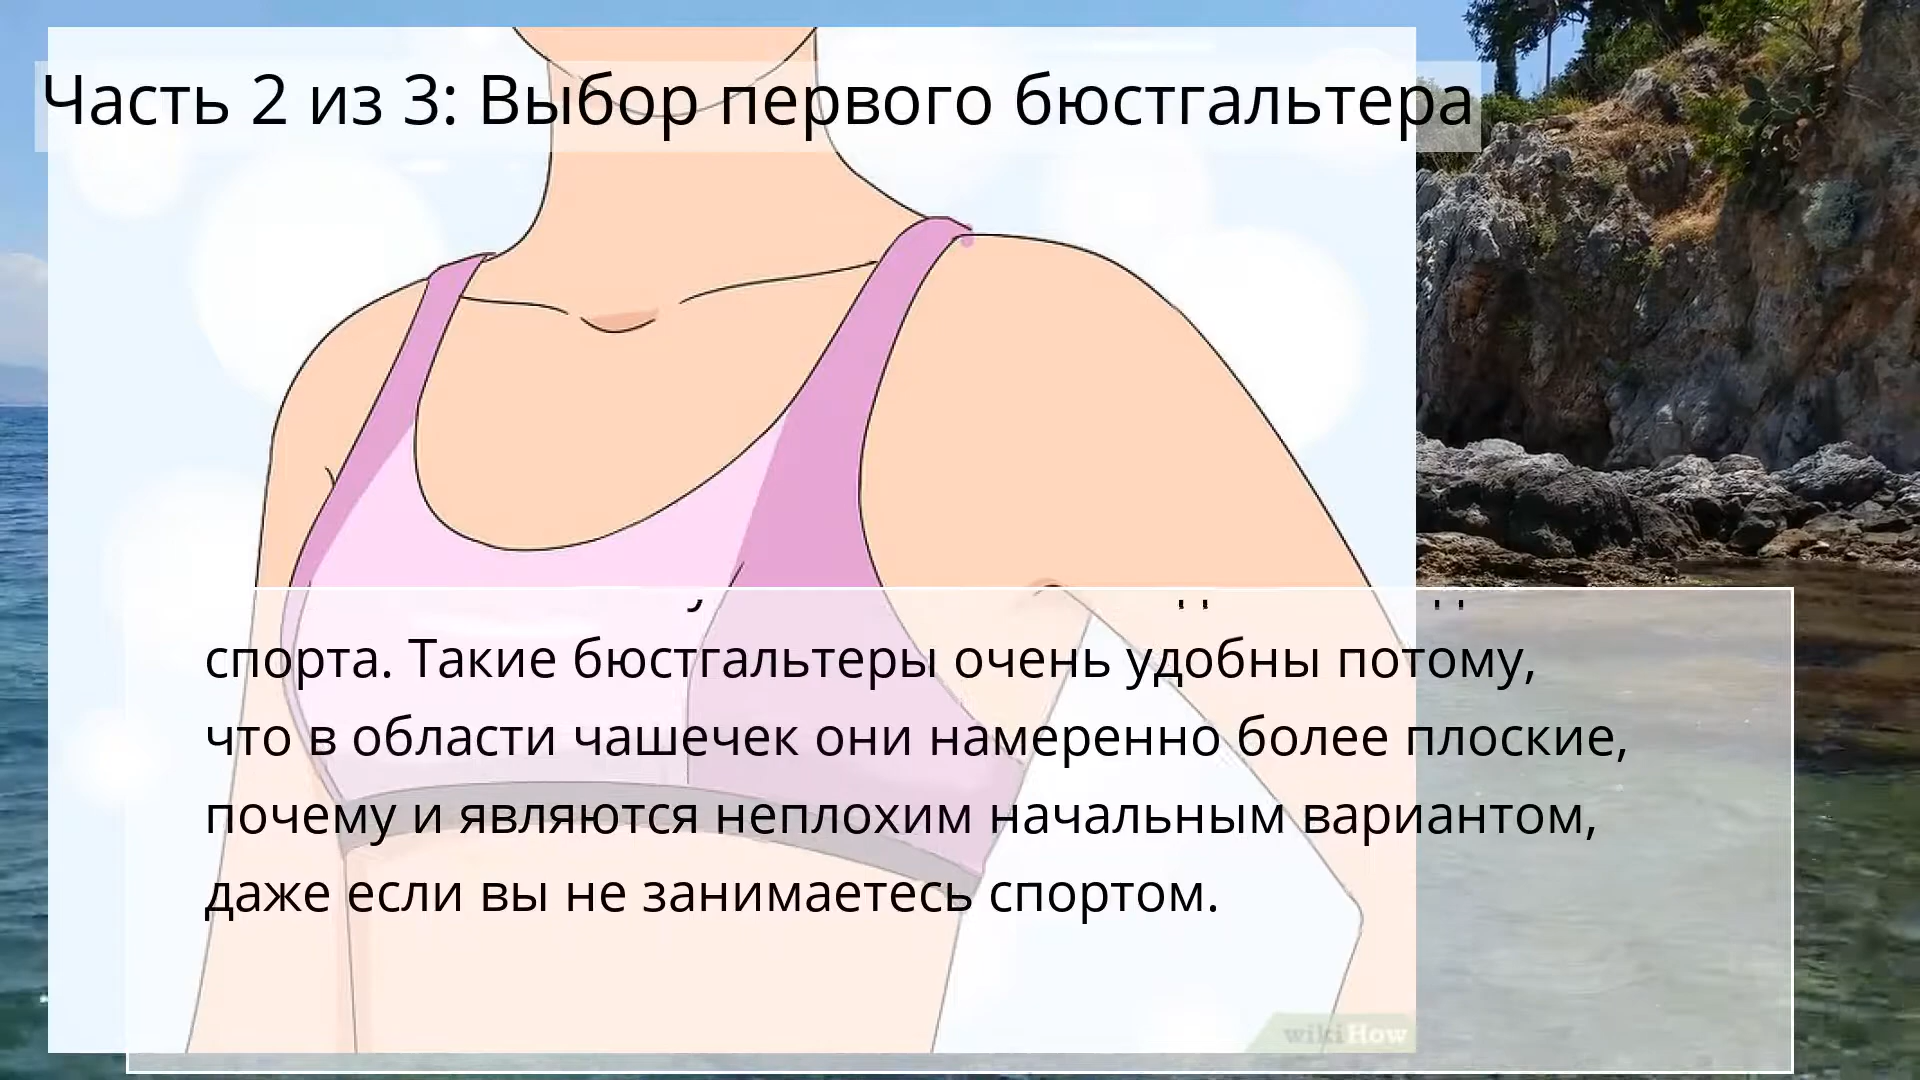 Часть 2 из 3: Выбор первого бюстгальтера
спорта. Такие бюстгальтеры очень удобны потому,
что в области чашечек они намеренно более плоские,
почему и являются неплохим начальным вариантом,
даже если вы не занимаетесь спортом.
wikiHow